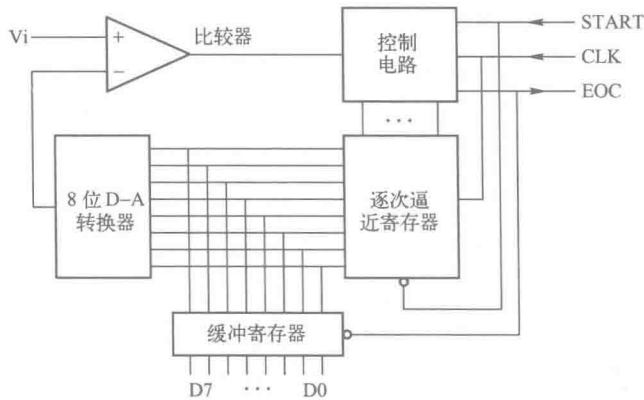 Vi
+
−
比较器
控制
电路
START
CLK
EOC
···
8 位 D–A
转换器
逐次逼
近寄存器
缓冲寄存器
D7 ··· D0